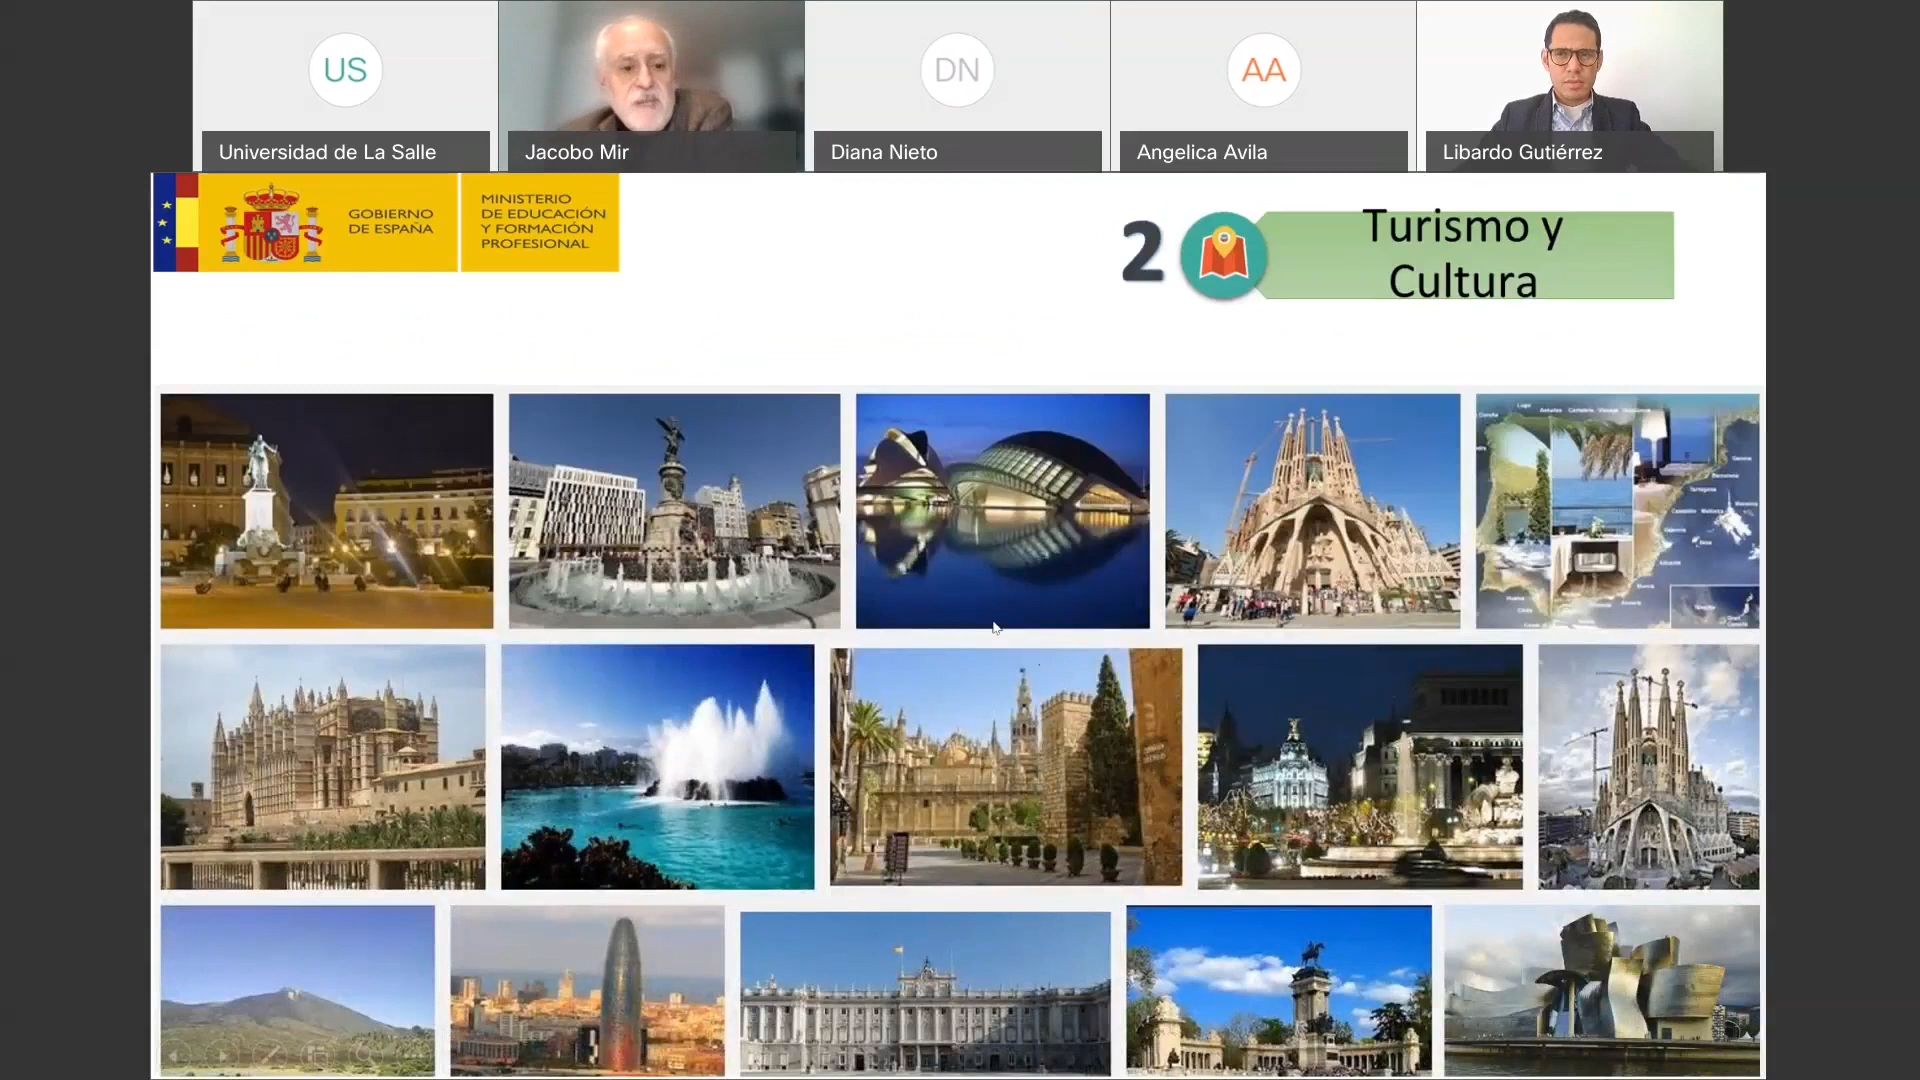 US
DN
AA
Universidad de La Salle
Jacobo Mir
Diana Nieto
Angelica Avila
Libardo Gutiérrez
GOBIERNO
DE ESPAÑA
MINISTERIO
DE EDUCACIÓN
Y FORMACIÓN
PROFESIONAL
2
Turismo y
Cultura